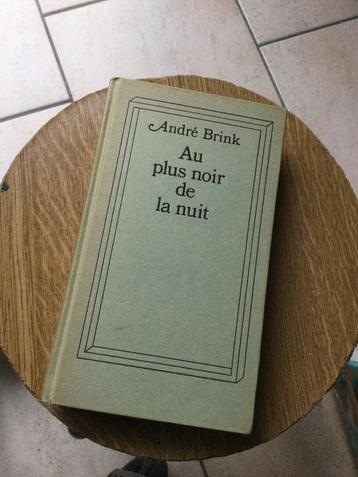 André Brink
Au
plus noir
de
la nuit